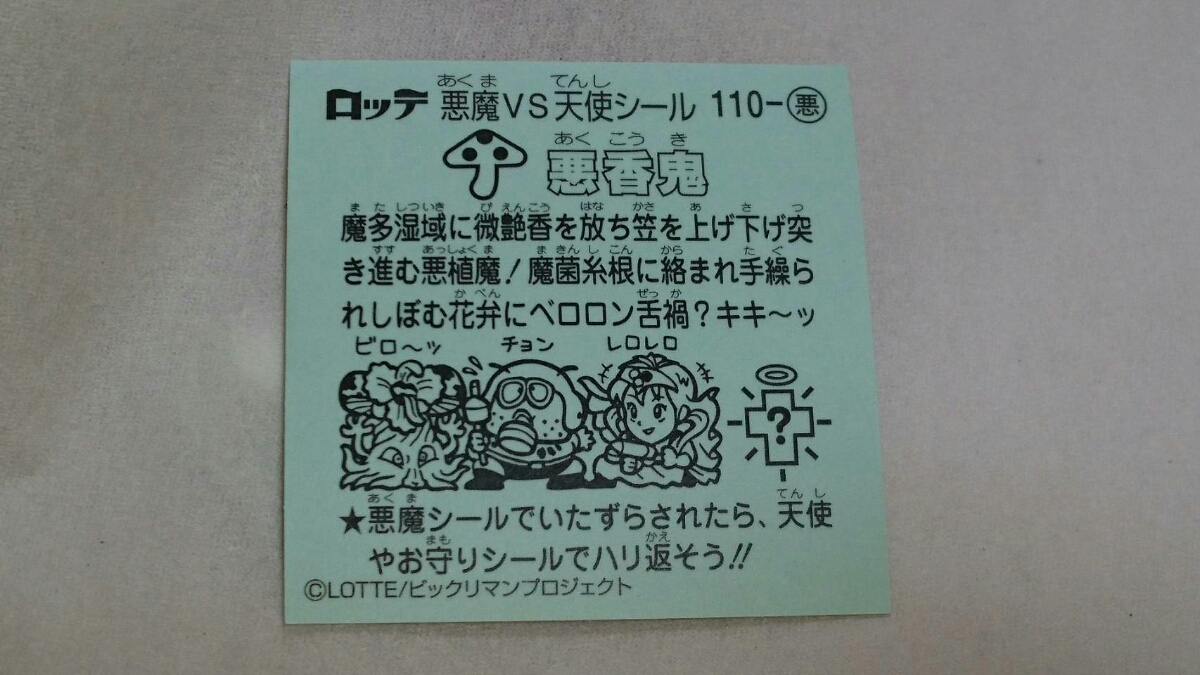 ロッテ 悪魔VS天使シール 110-悪
あく ま てんし
悪香鬼
あく こう き
魔多湿域に微艶香を放ち笠を上げ下げ突
ま た しついき び えんこう はな かさ あ さ つ
き進む悪植魔!魔菌糸根に絡まれ手繰ら
すす あっしょくま ま きん し こん から た ぐ
れしぼむ花弁にベロロン舌禍?キキ〜ッ
か べん ぜっ か
ビロ〜ッ チョン レロレロ
?
★悪魔シールでいたずらされたら、天使
あく ま てんし
やお守りシールでハリ返そう!!
まも かえ
©LOTTE/ビックリマンプロジェクト